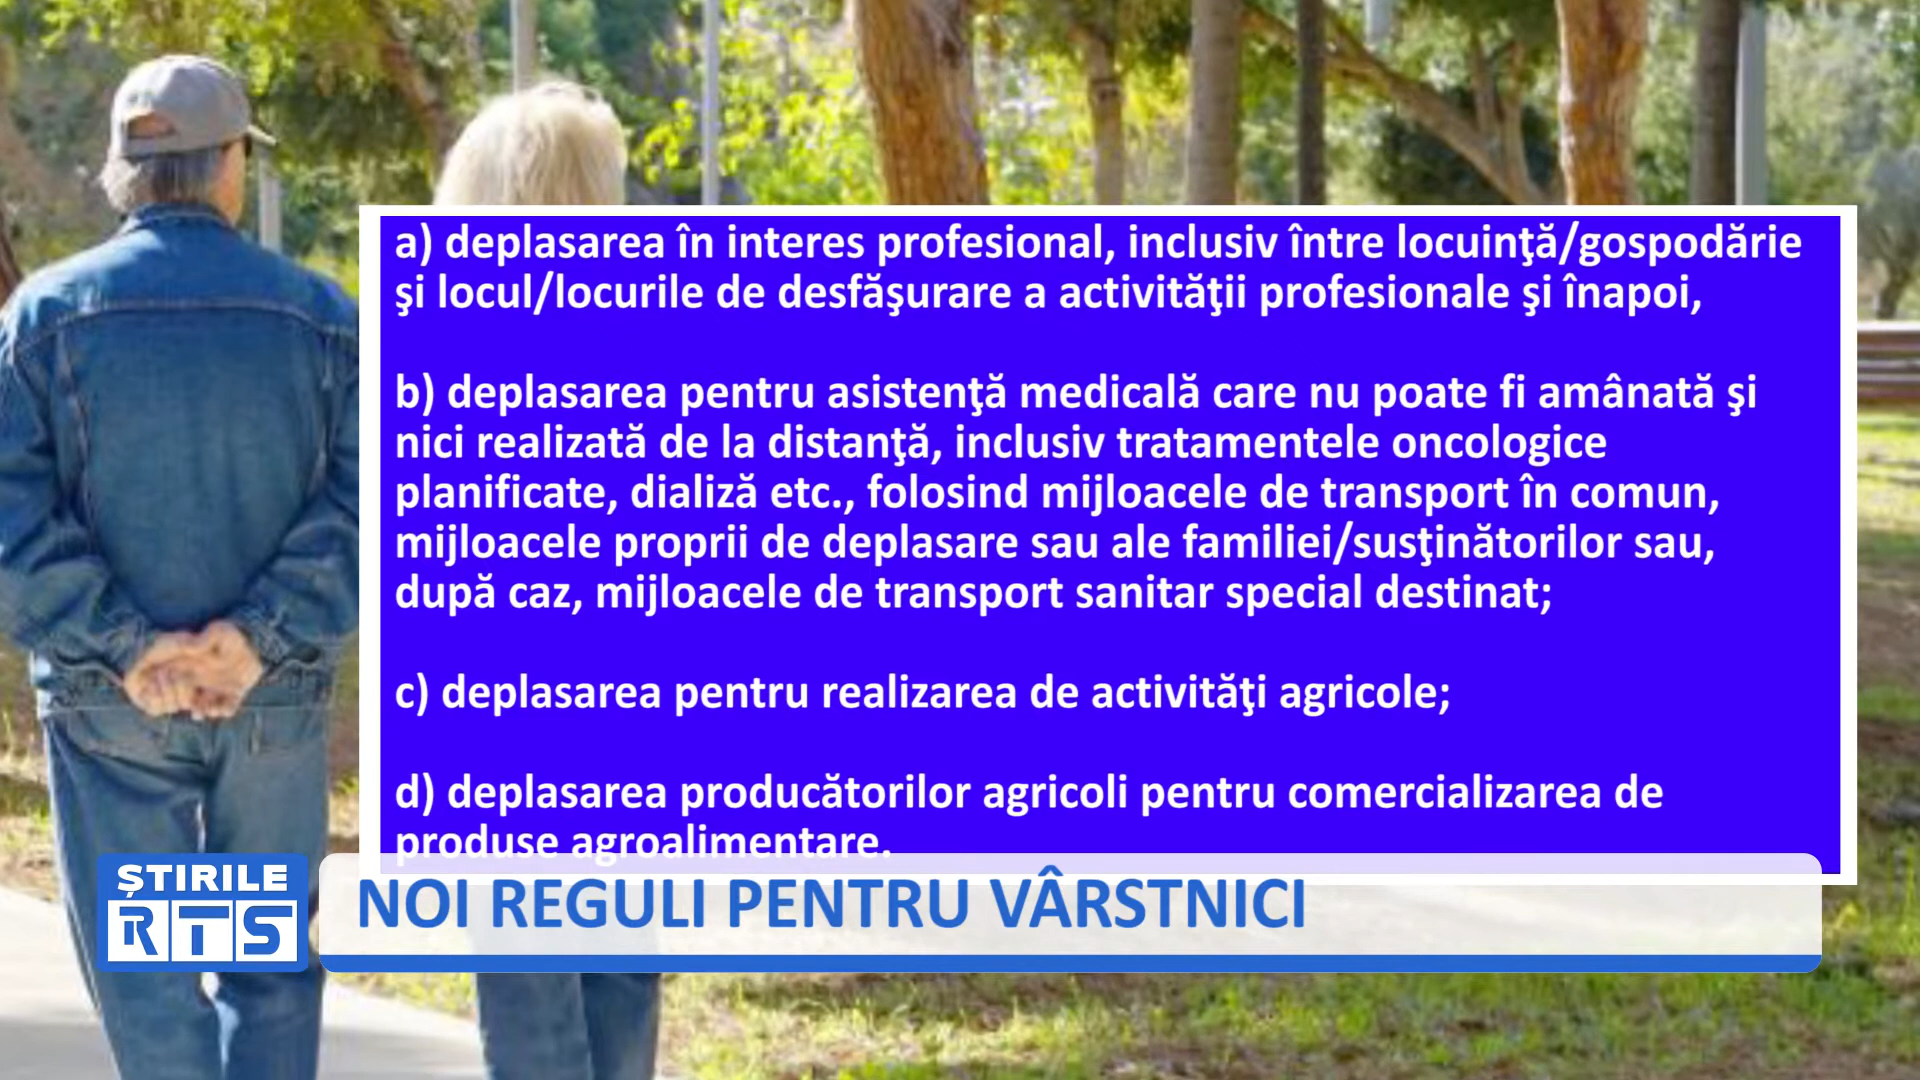 a) deplasarea în interes profesional, inclusiv între locuinţă/gospodărie
şi locul/locurile de desfăşurare a activităţii profesionale şi înapoi,
b) deplasarea pentru asistenţă medicală care nu poate fi amânată şi
nici realizată de la distanţă, inclusiv tratamentele oncologice
planificate, dializă etc., folosind mijloacele de transport în comun,
mijloacele proprii de deplasare sau ale familiei/susţinătorilor sau,
după caz, mijloacele de transport sanitar special destinat;
c) deplasarea pentru realizarea de activităţi agricole;
d) deplasarea producătorilor agricoli pentru comercializarea de
produse agroalimentare.
ȘTIRILE
RTS
NOI REGULI PENTRU VÂRSTNICI